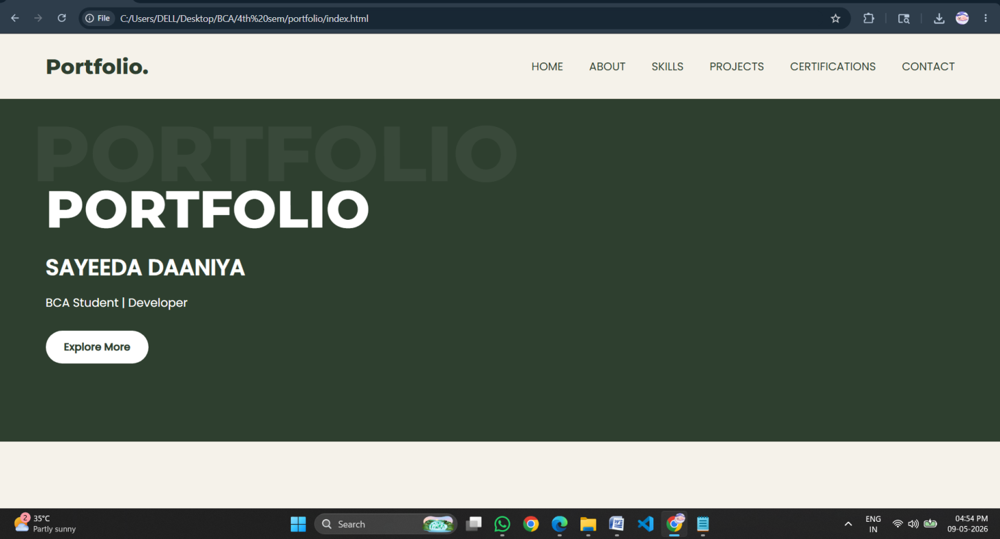 File C:/Users/DELL/Desktop/BCA/4th%20sem/portfolio/index.html
Portfolio. HOME ABOUT SKILLS PROJECTS CERTIFICATIONS CONTACT
PORTFOLIO
PORTFOLIO
SAYEEDA DAANIYA
BCA Student | Developer
Explore More
2 35°C
Partly sunny
Search
ENG
IN
04:54 PM
09-05-2026